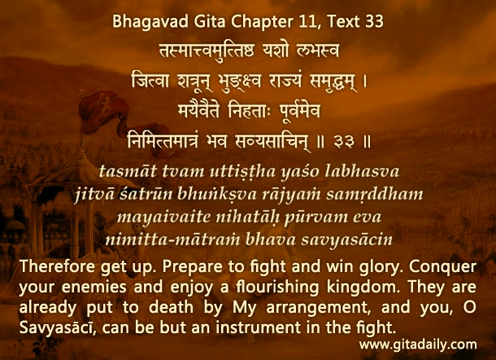 Bhagavad Gita Chapter 11, Text 33
तस्मात्त्वमुत्तिष्ठ यशो लभस्व
जित्वा शत्रून् भुङ्क्ष्व राज्यं समृद्धम् ।
मयैवैते निहताः पूर्वमेव
निमित्तमात्रं भव सव्यसाचिन् ॥ ३३ ॥
tasmāt tvam uttiṣṭha yaśo labhasva
jitvā śatrūn bhuṅkṣva rājyaṁ samṛddham
mayaivaite nihatāḥ pūrvam eva
nimitta-mātraṁ bhava savyasācin
Therefore get up. Prepare to fight and win glory. Conquer
your enemies and enjoy a flourishing kingdom. They are
already put to death by My arrangement, and you, O
Savyasācī, can be but an instrument in the fight.
www.gitadaily.com